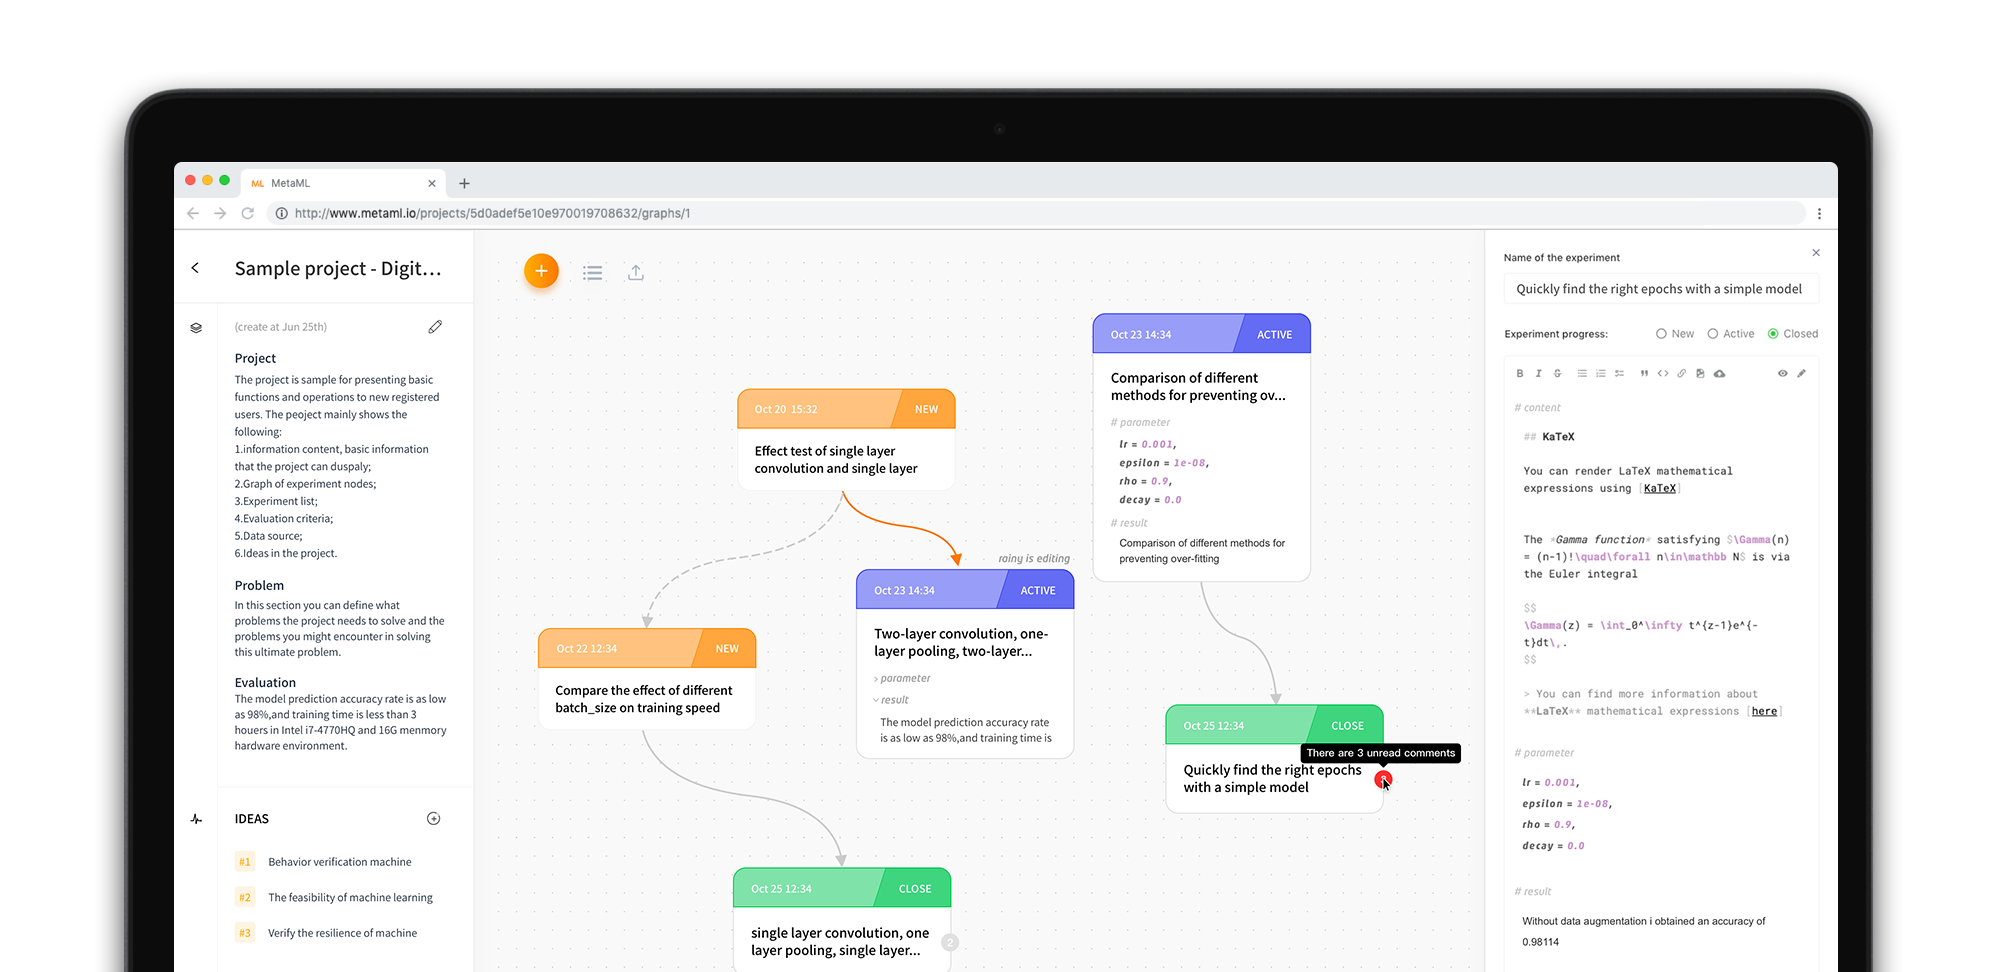 ML MetaML
http://www.metaml.io/projects/5d0adef5e10e970019708632/graphs/1
Sample project - Digit...
(create at Jun 25th)
Project
The project is sample for presenting basic
functions and operations to new registered
users. The peoject mainly shows the
following:
1.information content, basic information
that the project can duspaly;
2.Graph of experiment nodes;
3.Experiment list;
4.Evaluation criteria;
5.Data source;
6.Ideas in the project.
Problem
In this section you can define what
problems the project needs to solve and the
problems you might encounter in solving
this ultimate problem.
Evaluation
The model prediction accuracy rate is as low
as 98%,and training time is less than 3
houers in Intel i7-4770HQ and 16G menmory
hardware environment.
IDEAS
#1 Behavior verification machine
#2 The feasibility of machine learning
#3 Verify the resilience of machine
Oct 20 15:32 NEW
Effect test of single layer
convolution and single layer
Oct 22 12:34 NEW
Compare the effect of different
batch_size on training speed
rainy is editing
Oct 23 14:34 ACTIVE
Two-layer convolution, one-
layer pooling, two-layer...
> parameter
result
The model prediction accuracy rate
is as low as 98%,and training time is
Oct 25 12:34 CLOSE
single layer convolution, one
layer pooling, single layer...
2
Oct 23 14:34 ACTIVE
Comparison of different
methods for preventing ov...
# parameter
lr = 0.001,
epsilon = 1e-08,
rho = 0.9,
decay = 0.0
# result
Comparison of different methods for
preventing over-fitting
Oct 25 12:34 CLOSE
There are 3 unread comments
Quickly find the right epochs
with a simple model
Name of the experiment
Quickly find the right epochs with a simple model
Experiment progress: New Active Closed
B I S
# content
## KaTeX
You can render LaTeX mathematical
expressions using [KaTeX]
The *Gamma function* satisfying $\Gamma(n)
= (n-1)!\quad\forall n\in\mathbb N$ is via
the Euler integral
$$
\Gamma(z) = \int_0^\infty t^{z-1}e^{-
t}dt\,.
$$
> You can find more information about
**LaTeX** mathematical expressions [here]
# parameter
lr = 0.001,
epsilon = 1e-08,
rho = 0.9,
decay = 0.0
# result
Without data augmentation i obtained an accuracy of
0.98114